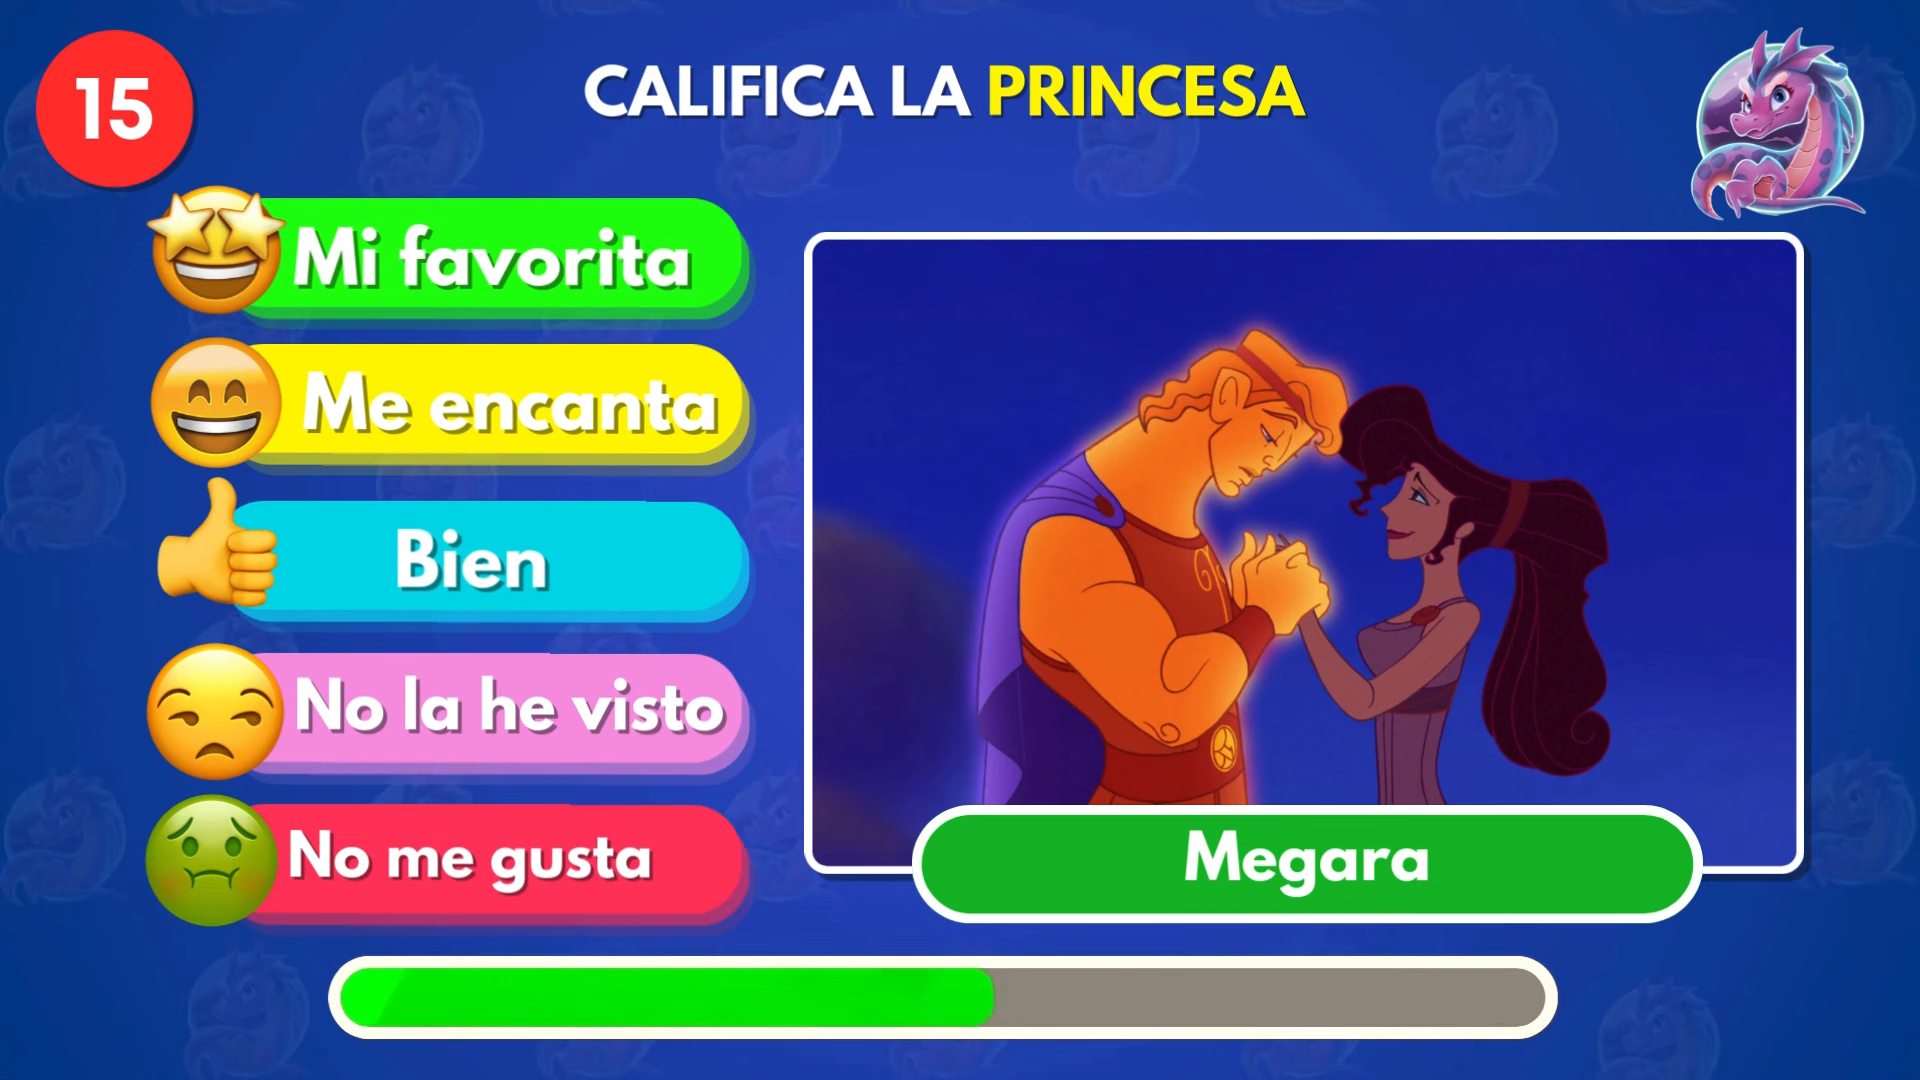 15
CALIFICA LA PRINCESA
Mi favorita
Me encanta
Bien
No la he visto
No me gusta
Megara